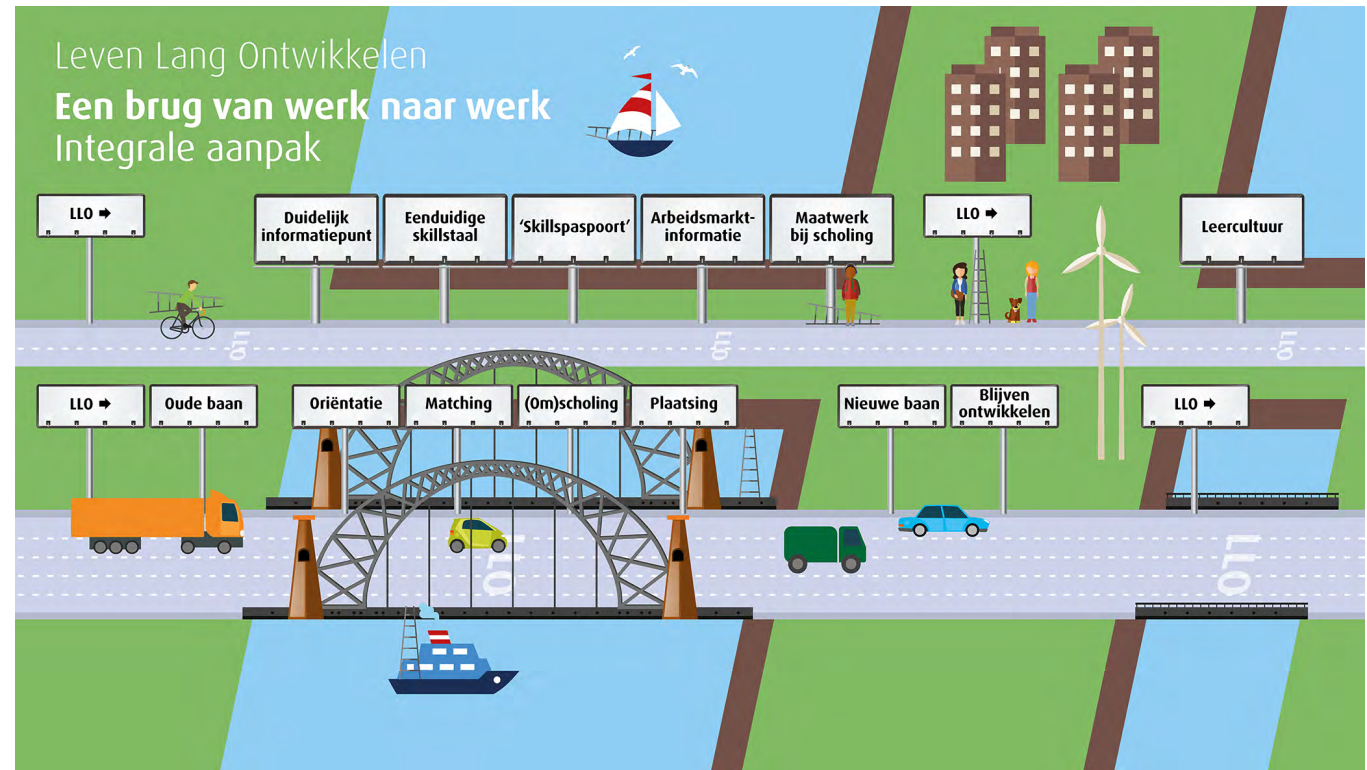 Leven Lang Ontwikkelen
Een brug van werk naar werk
Integrale aanpak
LLO ➡
Duidelijk
informatiepunt
Eenduidige
skillstaal
‘Skillspaspoort’
Arbeidsmarkt-
informatie
Maatwerk
bij scholing
LLO ➡
Leercultuur
LLO
LLO
LLO
LLO ➡
Oude baan
Oriëntatie
Matching
(Om)scholing
Plaatsing
Nieuwe baan
Blijven
ontwikkelen
LLO ➡
LLO
LLO